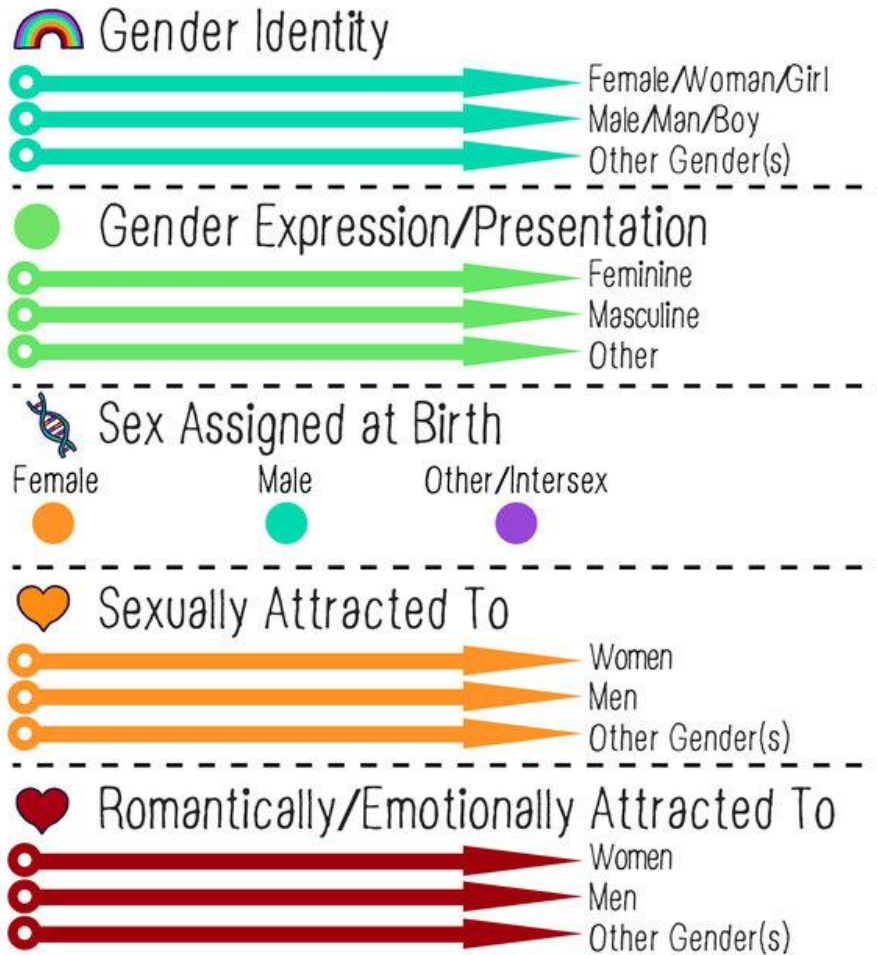 Gender Identity
Female/Woman/Girl
Male/Man/Boy
Other Gender(s)
Gender Expression/Presentation
Feminine
Masculine
Other
Sex Assigned at Birth
Female Male Other/Intersex
Sexually Attracted To
Women
Men
Other Gender(s)
Romantically/Emotionally Attracted To
Women
Men
Other Gender(s)